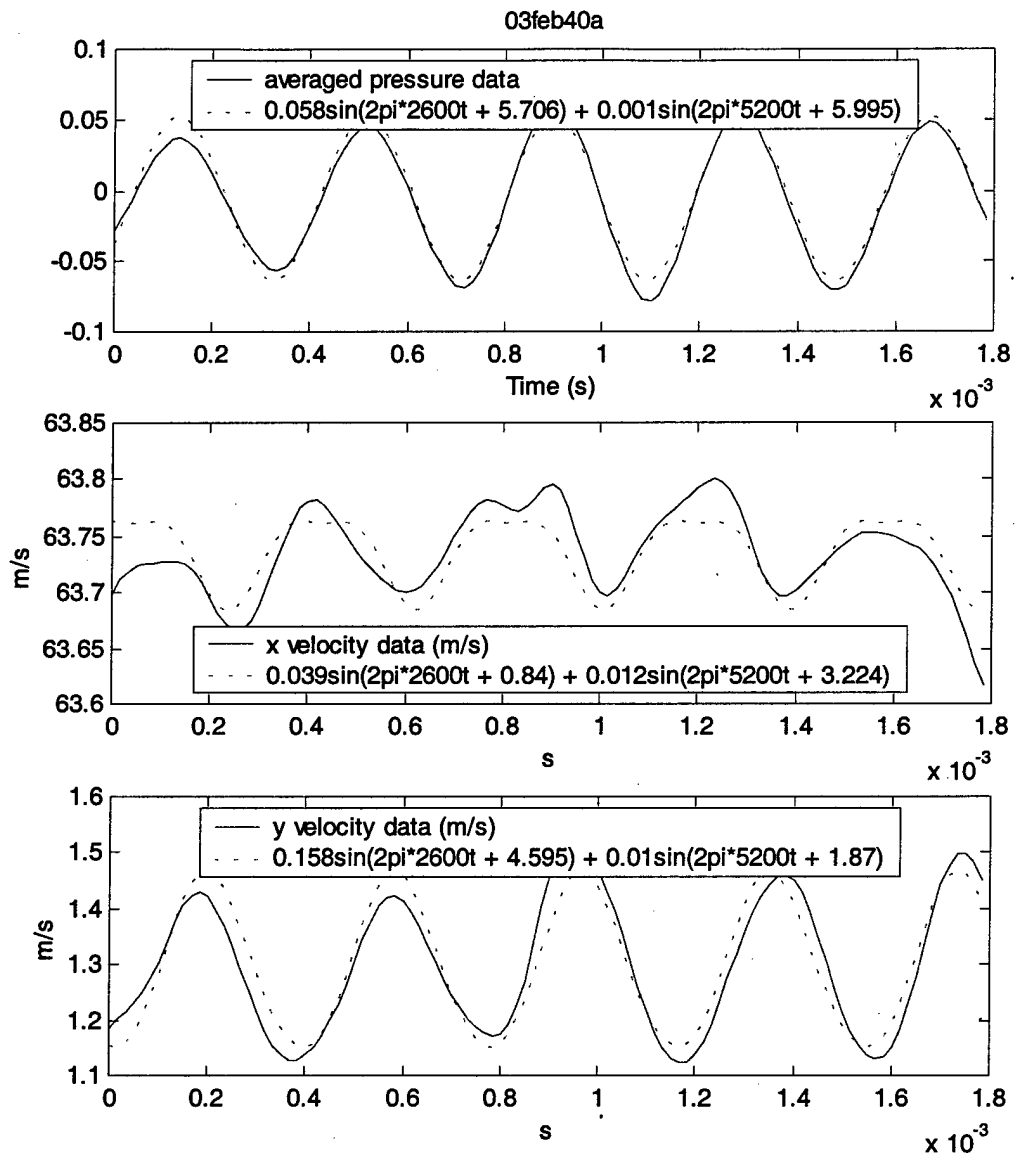 03feb40a
averaged pressure data
0.058sin(2pi*2600t + 5.706) + 0.001sin(2pi*5200t + 5.995)
0.1
0.05
0
-0.05
-0.1
0 0.2 0.4 0.6 0.8 1 1.2 1.4 1.6 1.8
Time (s)
x 10-3
63.85
63.8
63.75
63.7
63.65
63.6
m/s
x velocity data (m/s)
0.039sin(2pi*2600t + 0.84) + 0.012sin(2pi*5200t + 3.224)
0 0.2 0.4 0.6 0.8 1 1.2 1.4 1.6 1.8
s
x 10-3
1.6
1.5
1.4
1.3
1.2
1.1
m/s
y velocity data (m/s)
0.158sin(2pi*2600t + 4.595) + 0.01sin(2pi*5200t + 1.87)
0 0.2 0.4 0.6 0.8 1 1.2 1.4 1.6 1.8
s
x 10-3